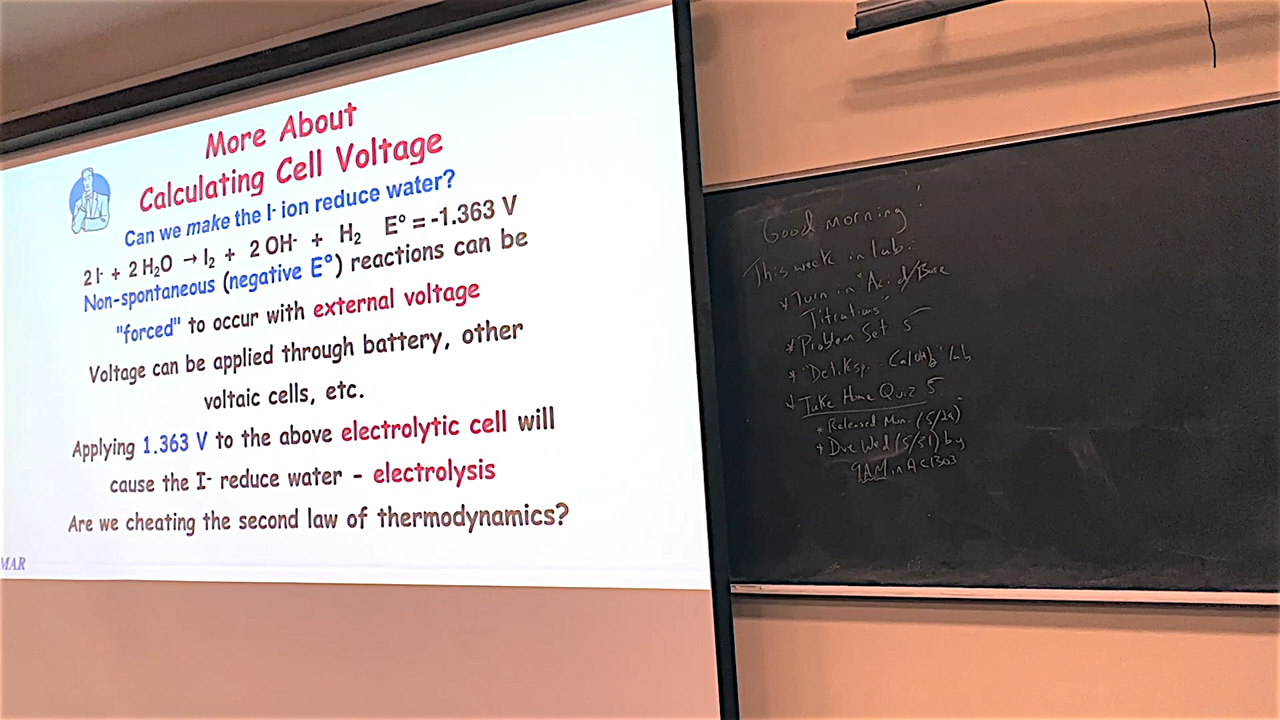 More About
Calculating Cell Voltage
Can we make the I⁻ ion reduce water?
2 I⁻ + 2 H₂O → I₂ + 2 OH⁻ + H₂ E° = -1.363 V
Non-spontaneous (negative E°) reactions can be
"forced" to occur with external voltage
Voltage can be applied through battery, other
voltaic cells, etc.
Applying 1.363 V to the above electrolytic cell will
cause the I⁻ reduce water - electrolysis
Are we cheating the second law of thermodynamics?
MAR
Good morning!
This week in lab:
* Turn in "Acid/Base
Titrations"
* Problem Set 5
* "Det. Ksp Ca(OH)₂" lab
* Take Home Quiz 5
* Released Mon.
* Due Wed (5/31) by
9AM in AC 1303